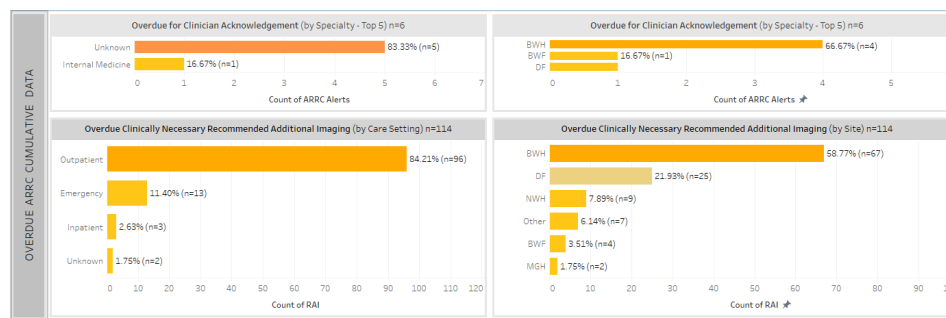 OVERDUE ARRC CUMULATIVE DATA
Overdue for Clinician Acknowledgement (by Specialty - Top 5) n=6
Unknown 83.33% (n=5)
Internal Medicine 16.67% (n=1)
0 1 2 3 4 5 6 7
Count of ARRC Alerts
Overdue for Clinician Acknowledgement (by Specialty - Top 5) n=6
BWH 66.67% (n=4)
BWF 16.67% (n=1)
DF
0 1 2 3 4 5
Count of ARRC Alerts
Overdue Clinically Necessary Recommended Additional Imaging (by Care Setting) n=114
Outpatient 84.21% (n=96)
Emergency 11.40% (n=13)
Inpatient 2.63% (n=3)
Unknown 1.75% (n=2)
0 10 20 30 40 50 60 70 80 90 100 110 120
Count of RAI
Overdue Clinically Necessary Recommended Additional Imaging (by Site) n=114
BWH 58.77% (n=67)
DF 21.93% (n=25)
NWH 7.89% (n=9)
Other 6.14% (n=7)
BWF 3.51% (n=4)
MGH 1.75% (n=2)
0 10 20 30 40 50 60 70 80 90
Count of RAI